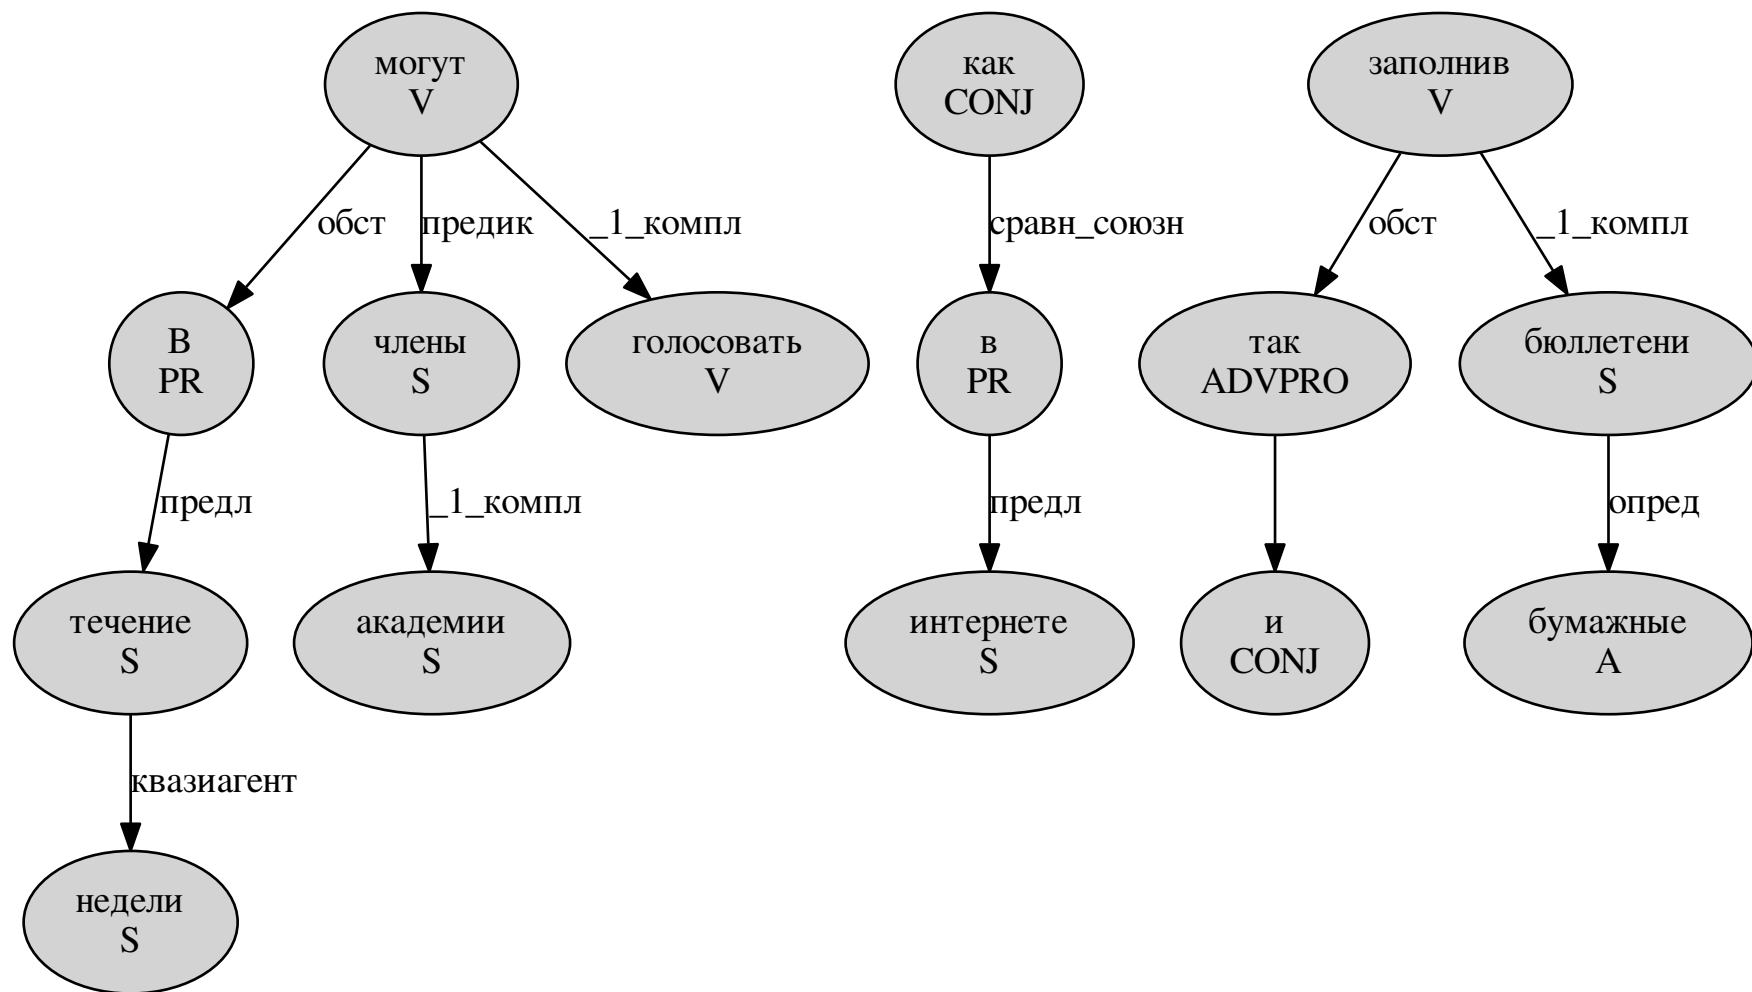 могут
V
как
CONJ
заполнив
V
обст
предик
_1_компл
сравн_союзн
обст
_1_компл
В
PR
члены
S
голосовать
V
в
PR
так
ADVPRO
бюллетени
S
предл
_1_компл
предл
опред
течение
S
академии
S
интернете
S
и
CONJ
бумажные
A
квазиагент
недели
S